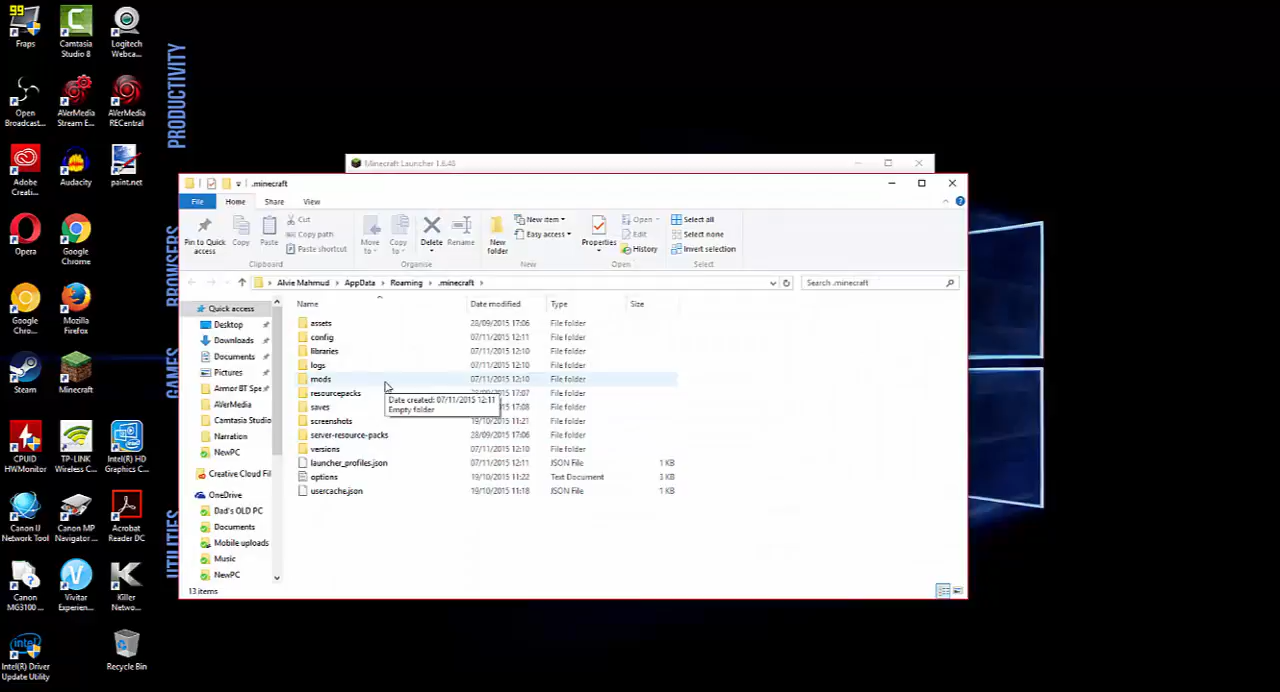 99
Fraps
Camtasia Studio 8
Logitech Webca...
PRODUCTIVITY
Open Broadcast...
AVerMedia Stream E...
AVerMedia RECentral
Adobe Creati...
Audacity
paint.net
Opera
Google Chrome
BROWSERS
Google Chro...
Mozilla Firefox
Steam
Minecraft
GAMES
CPUID HWMonitor
TP-LINK Wireless C...
Intel(R) HD Graphics C...
Canon IJ Network Tool
Canon MP Navigator ...
Acrobat Reader DC
UTILITIES
Canon MG3100 ...
Vivitar Experien...
Killer Netwo...
Intel(R) Driver Update Utility
Recycle Bin
Minecraft Launcher 1.6.48
.minecraft
File Home Share View
Pin to Quick access
Copy
Paste
Cut
Copy path
Paste shortcut
Clipboard
Move to
Copy to
Delete
Rename
Organise
New folder
New item
Easy access
New
Properties
Open
Edit
History
Open
Select all
Select none
Invert selection
Select
Alvie Mahmud > AppData > Roaming > .minecraft >
Search .minecraft
Quick access
Desktop
Downloads
Documents
Pictures
Armor BT Spe
AVerMedia
Camtasia Studio
Narration
NewPC
Creative Cloud Fil
OneDrive
Dad's OLD PC
Documents
Mobile uploads
Music
NewPC
Name Date modified Type Size
assets 28/09/2015 17:06 File folder
config 07/11/2015 12:11 File folder
libraries 07/11/2015 12:10 File folder
logs 07/11/2015 12:10 File folder
mods 07/11/2015 12:10 File folder
resourcepacks 17:07 File folder
saves 17:08 File folder
screenshots 19/10/2015 11:21 File folder
server-resource-packs 28/09/2015 17:06 File folder
versions 07/11/2015 12:10 File folder
launcher_profiles.json 07/11/2015 12:11 JSON File 1 KB
options 19/10/2015 11:22 Text Document 3 KB
usercache.json 19/10/2015 11:18 JSON File 1 KB
Date created: 07/11/2015 12:11
Empty folder
13 items